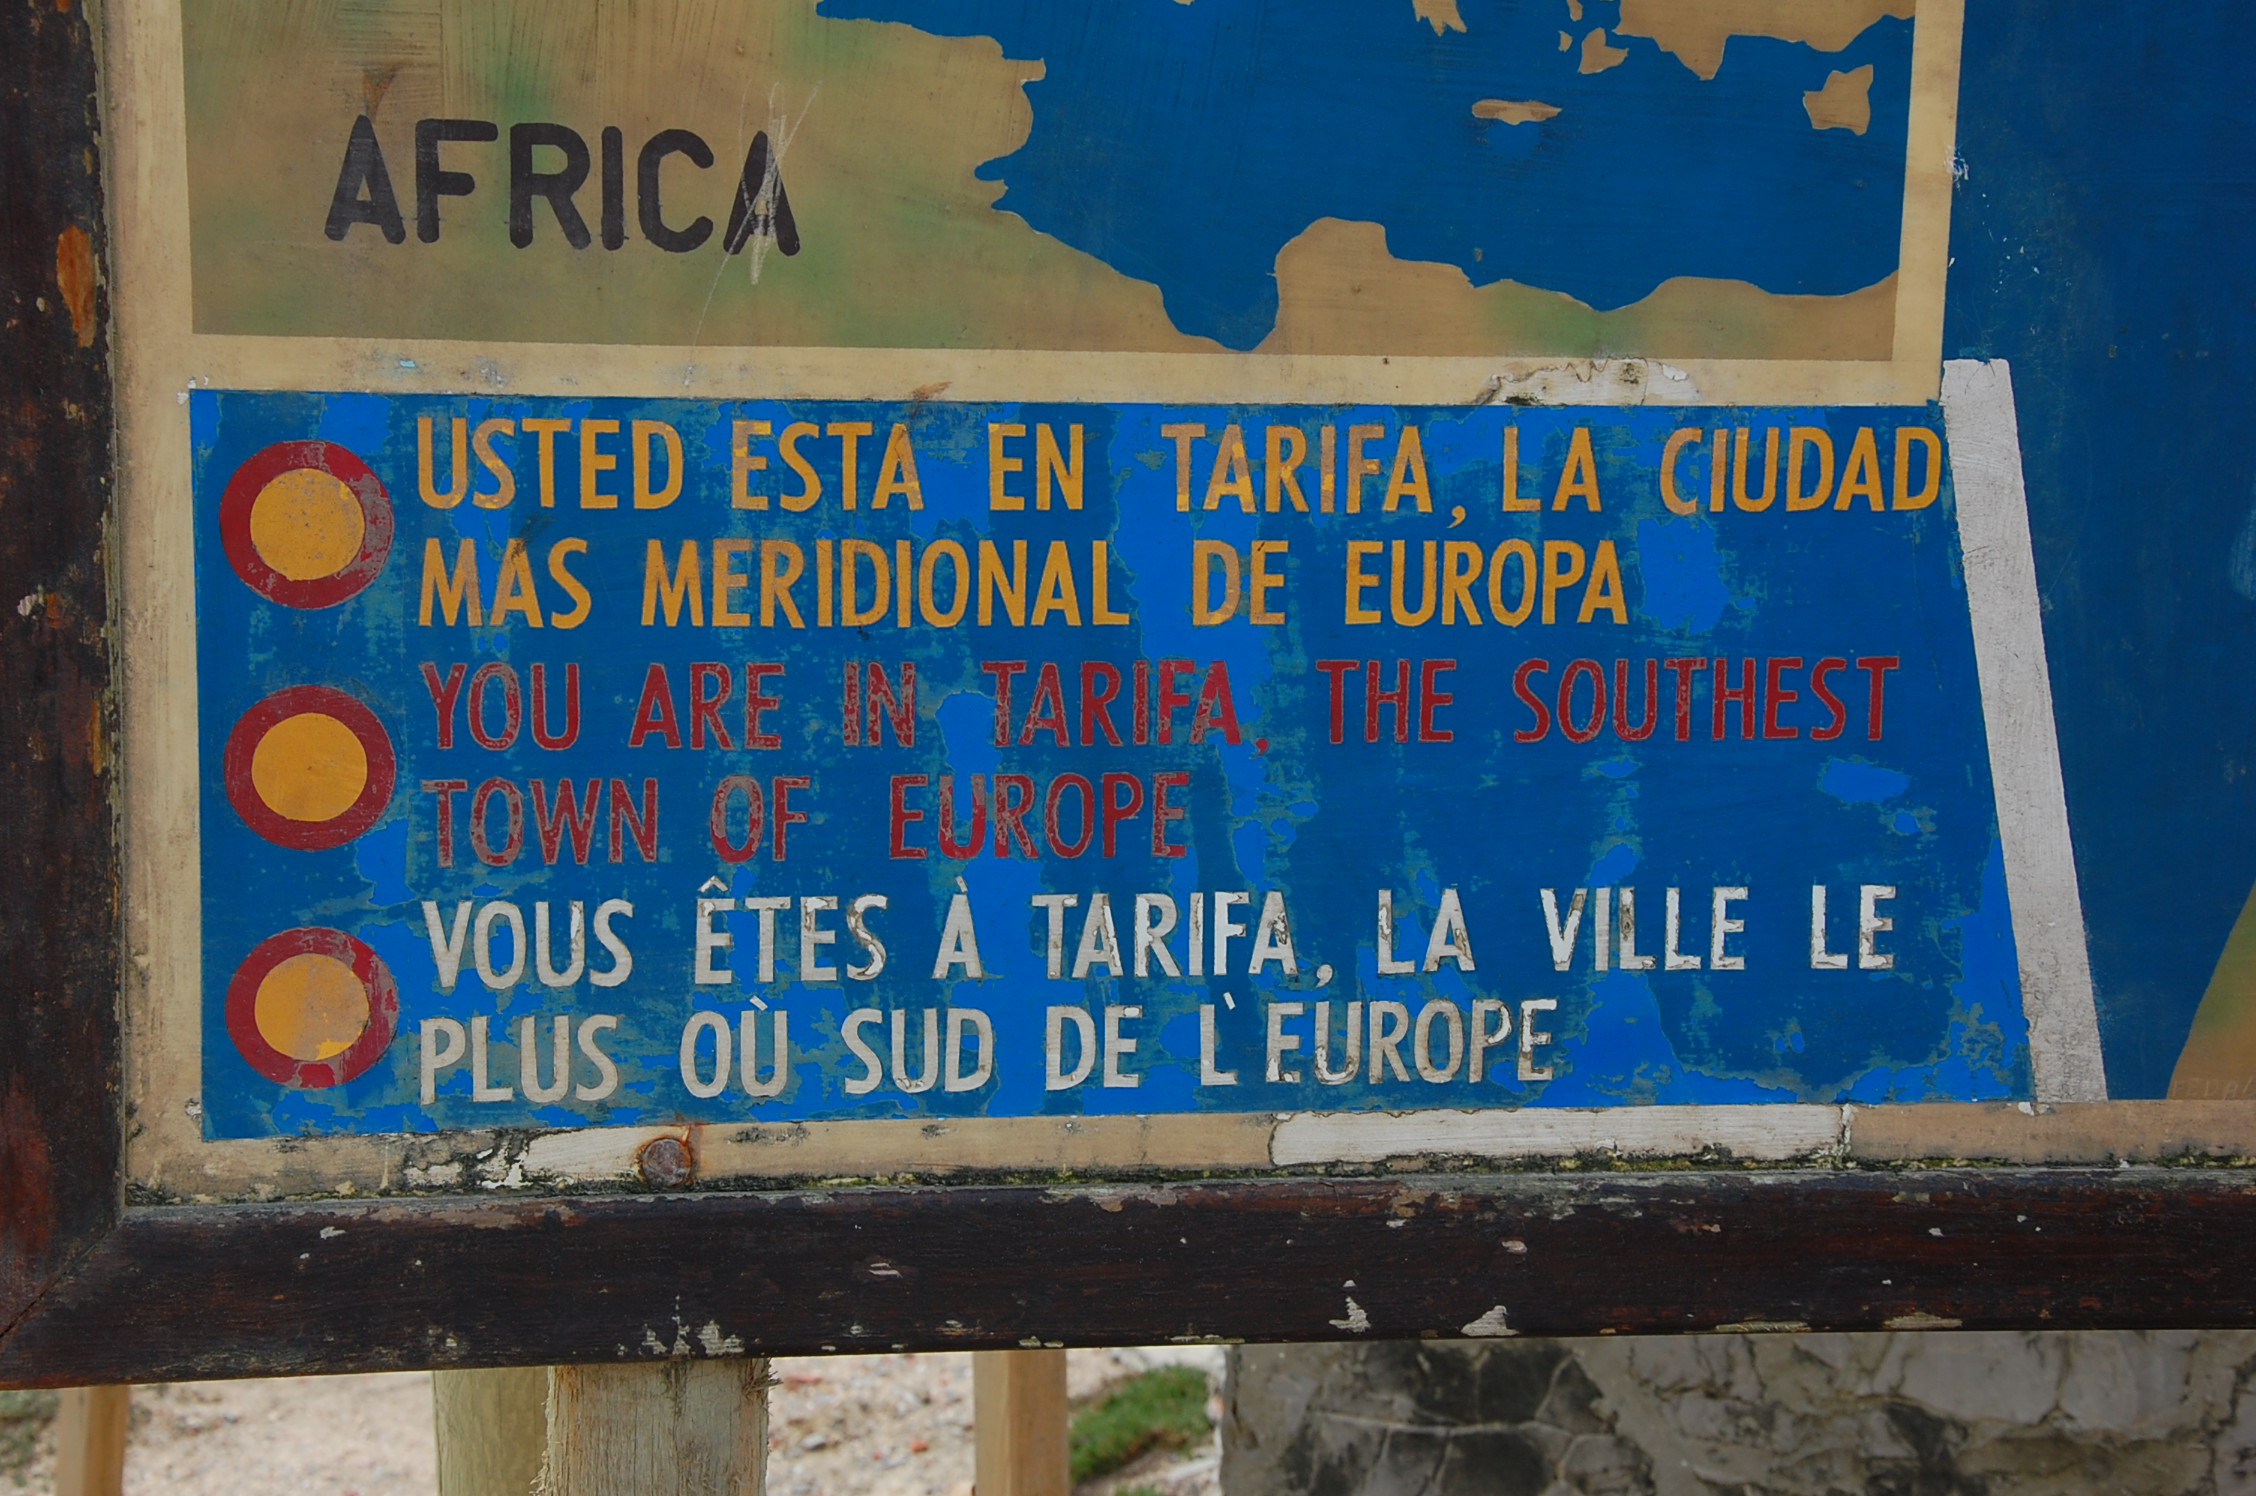 AFRICA
USTED ESTA EN TARIFA, LA CIUDAD
MAS MERIDIONAL DE EUROPA
YOU ARE IN TARIFA, THE SOUTHEST
TOWN OF EUROPE
VOUS ÊTES À TARIFA, LA VILLE LE
PLUS OÙ SUD DE L`EUROPE